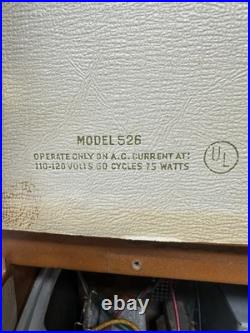 MODEL 526
OPERATE ONLY ON A.C. CURRENT AT:
110-120 VOLTS 60 CYCLES 75 WATTS
UL